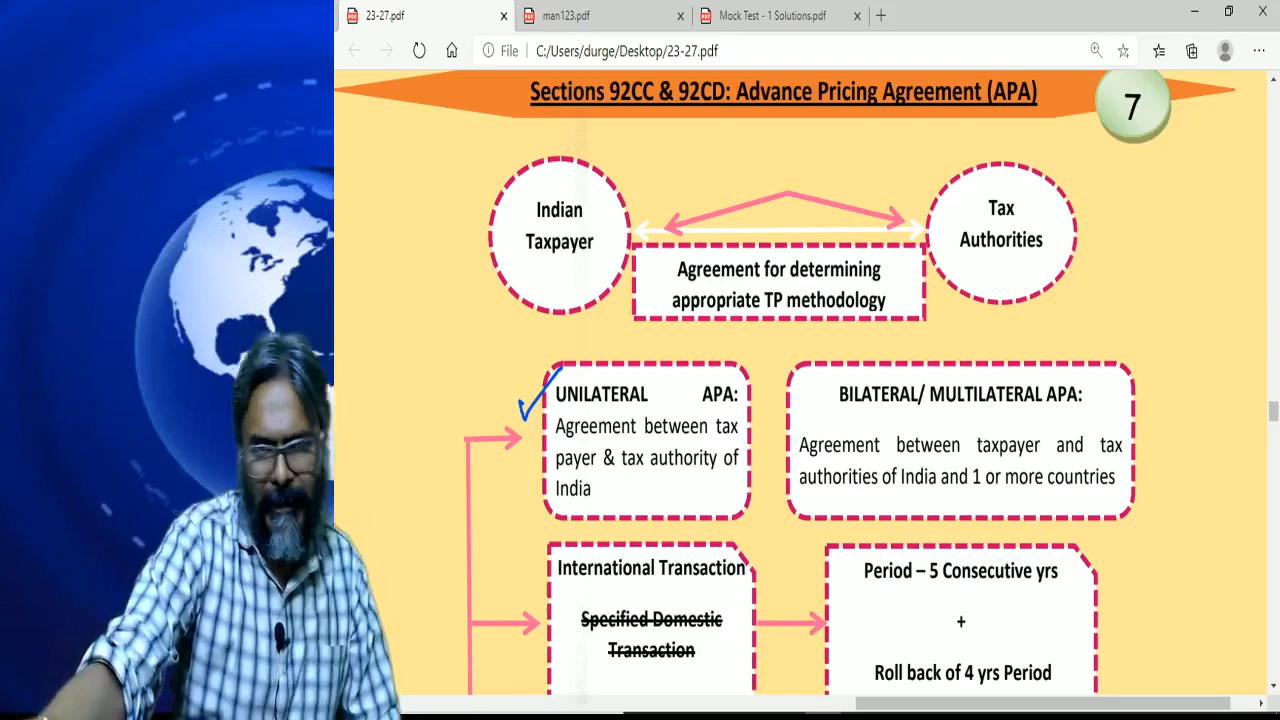 23-27.pdf
man123.pdf
Mock Test - 1 Solutions.pdf
File
C:/Users/durge/Desktop/23-27.pdf
Sections 92CC & 92CD: Advance Pricing Agreement (APA)
7
Indian
Taxpayer
Tax
Authorities
Agreement for determining
appropriate TP methodology
UNILATERAL APA:
Agreement between tax
payer & tax authority of
India
BILATERAL/ MULTILATERAL APA:
Agreement between taxpayer and tax
authorities of India and 1 or more countries
International Transaction
Specified Domestic
Transaction
Period – 5 Consecutive yrs
+
Roll back of 4 yrs Period